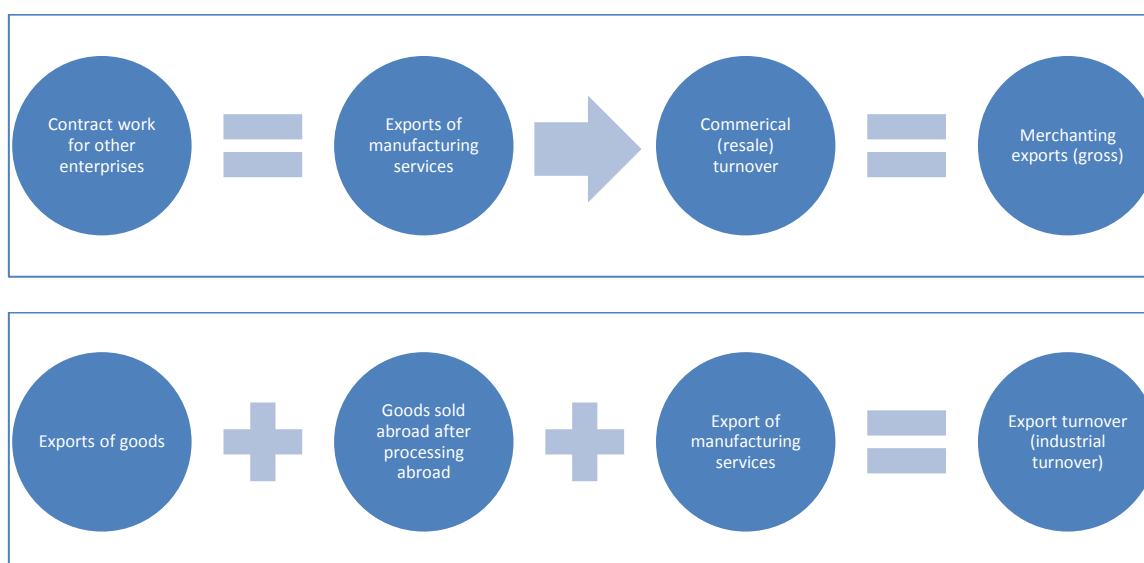 Contract work
for other
enterprises
Exports of
manufacturing
services
Commerical
(resale)
turnover
Merchanting
exports (gross)
Exports of goods
Goods sold
abroad after
processing
abroad
Export of
manufacturing
services
Export turnover
(industrial
turnover)